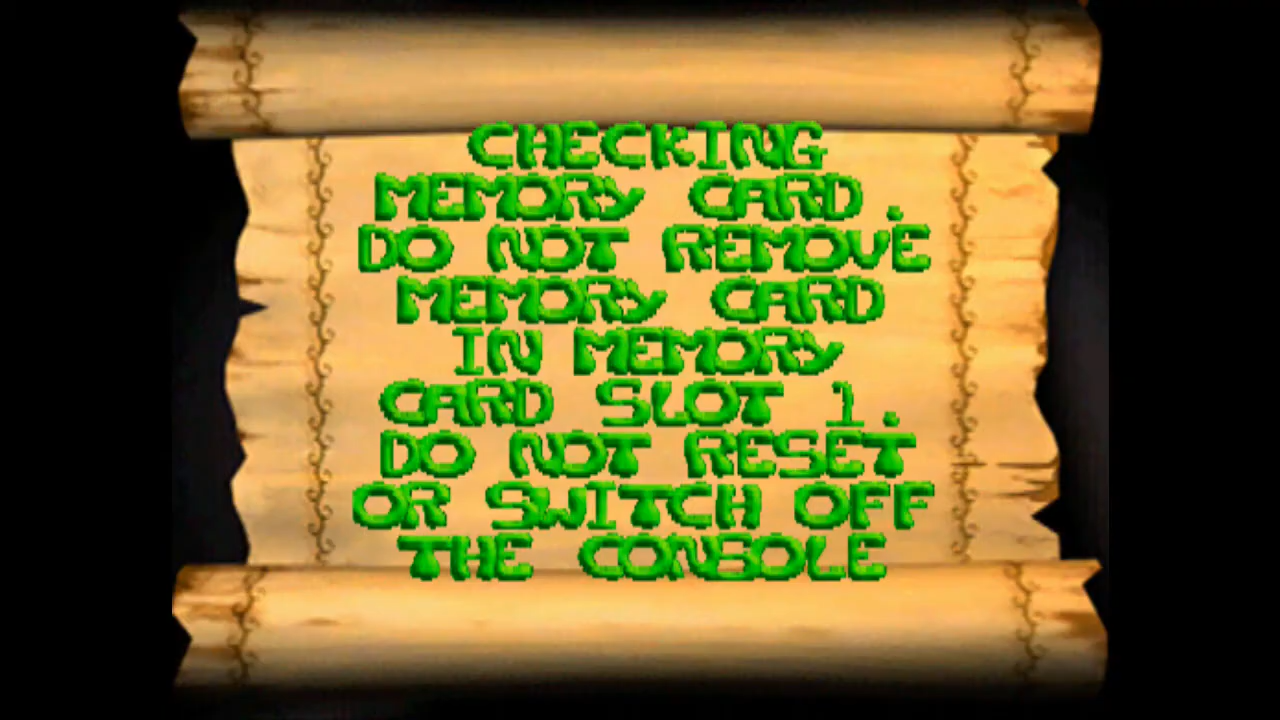 CHECKING
MEMORY CARD.
DO NOT REMOVE
MEMORY CARD
IN MEMORY
CARD SLOT 1.
DO NOT RESET
OR SWITCH OFF
THE CONSOLE